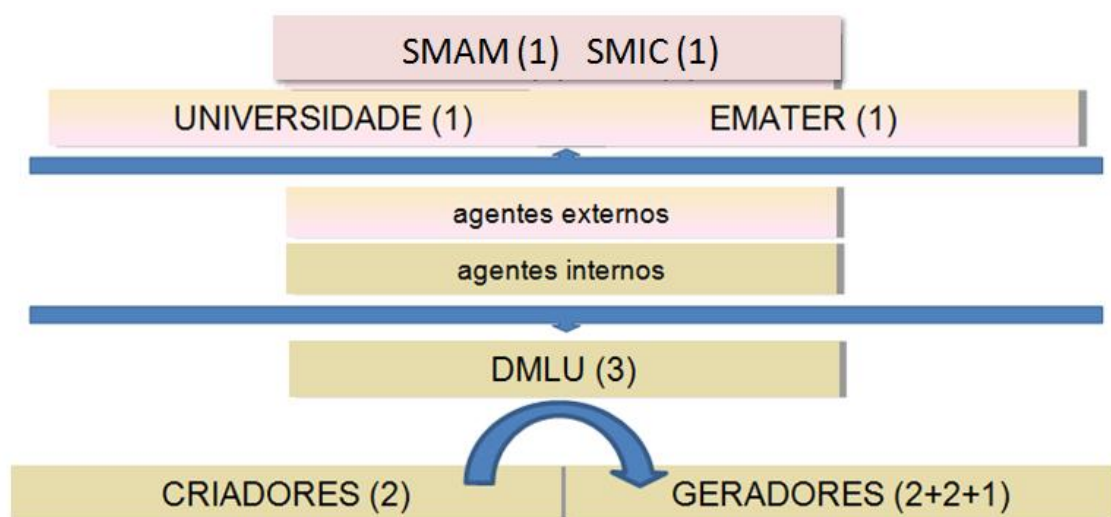 SMAM (1) SMIC (1)
UNIVERSIDADE (1) EMATER (1)
agentes externos
agentes internos
DMLU (3)
CRIADORES (2) GERADORES (2+2+1)